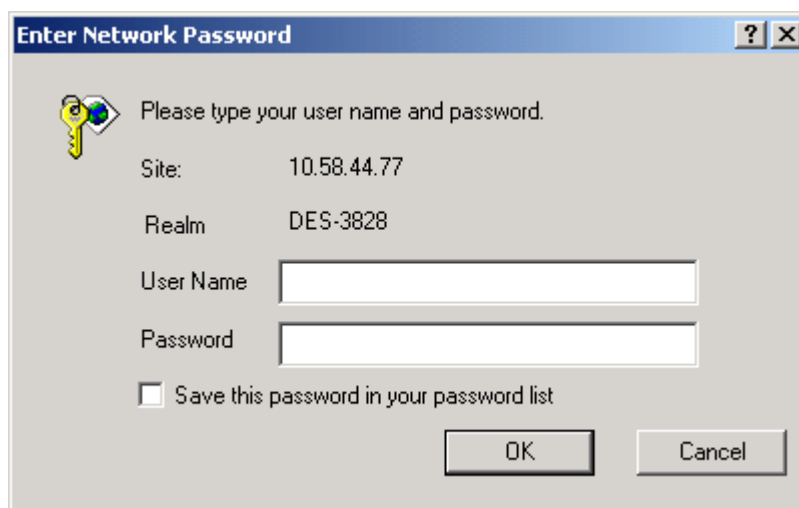 Enter Network Password
Please type your user name and password.
Site: 10.58.44.77
Realm DES-3828
User Name
Password
Save this password in your password list
OK Cancel